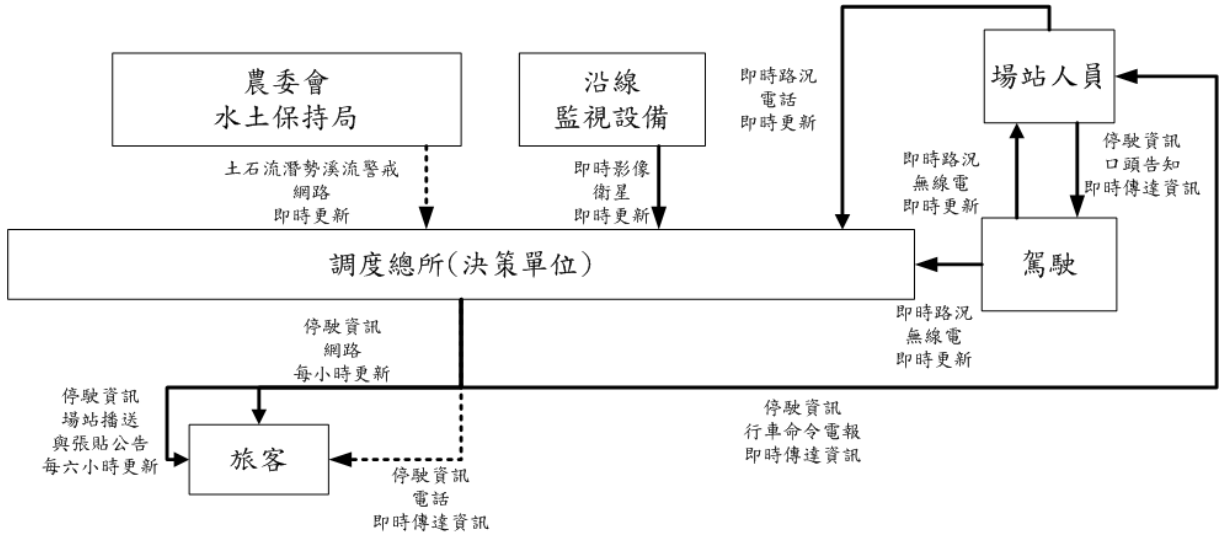 農委會
水土保持局
沿線
監視設備
即時路況
電話
即時更新
場站人員
土石流潛勢溪流警戒
網路
即時更新
即時影像
衛星
即時更新
即時路況
無線電
即時更新
停駛資訊
口頭告知
即時傳達資訊
調度總所(決策單位)
駕駛
即時路況
無線電
即時更新
停駛資訊
網路
每小時更新
停駛資訊
場站播送
與張貼公告
每六小時更新
旅客
停駛資訊
電話
即時傳達資訊
停駛資訊
行車命令電報
即時傳達資訊